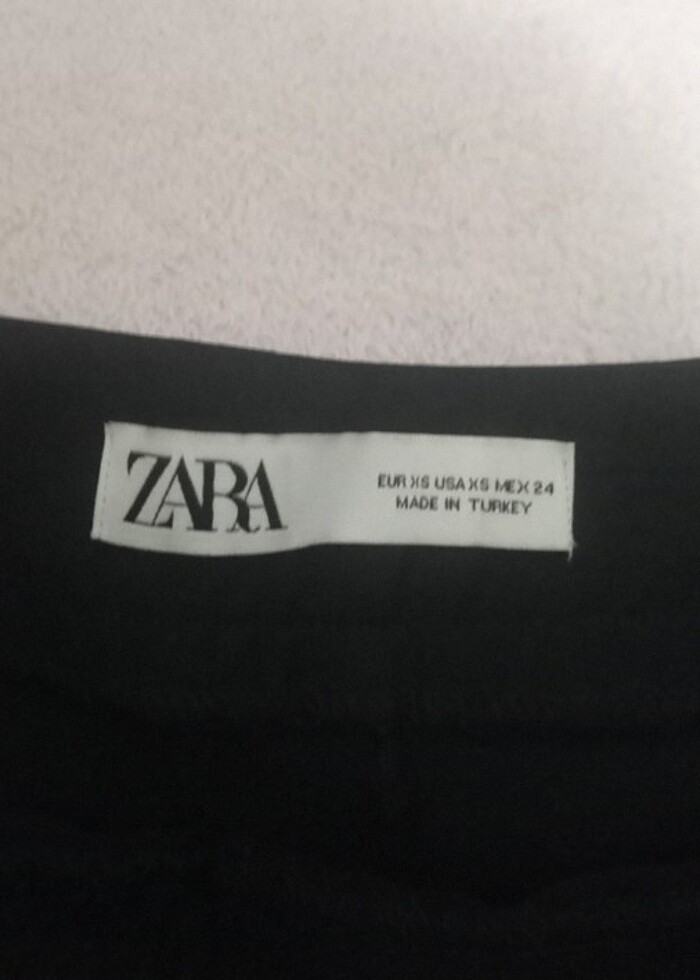 ZARA
EUR XS USA XS MEX 24
MADE IN TURKEY